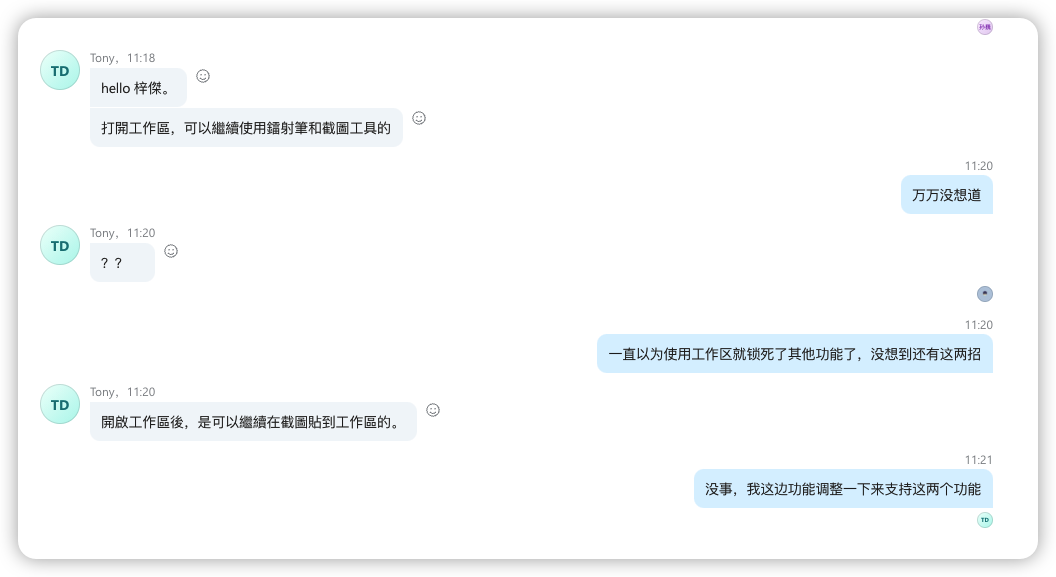 孙槐
TD
Tony，11:18
hello 梓傑。
打開工作區，可以繼續使用鐳射筆和截圖工具的
11:20
万万没想道
TD
Tony，11:20
？？
11:20
一直以为使用工作区就锁死了其他功能了，没想到还有这两招
TD
Tony，11:20
開啟工作區後，是可以繼續在截圖貼到工作區的。
11:21
没事，我这边功能调整一下来支持这两个功能
TD